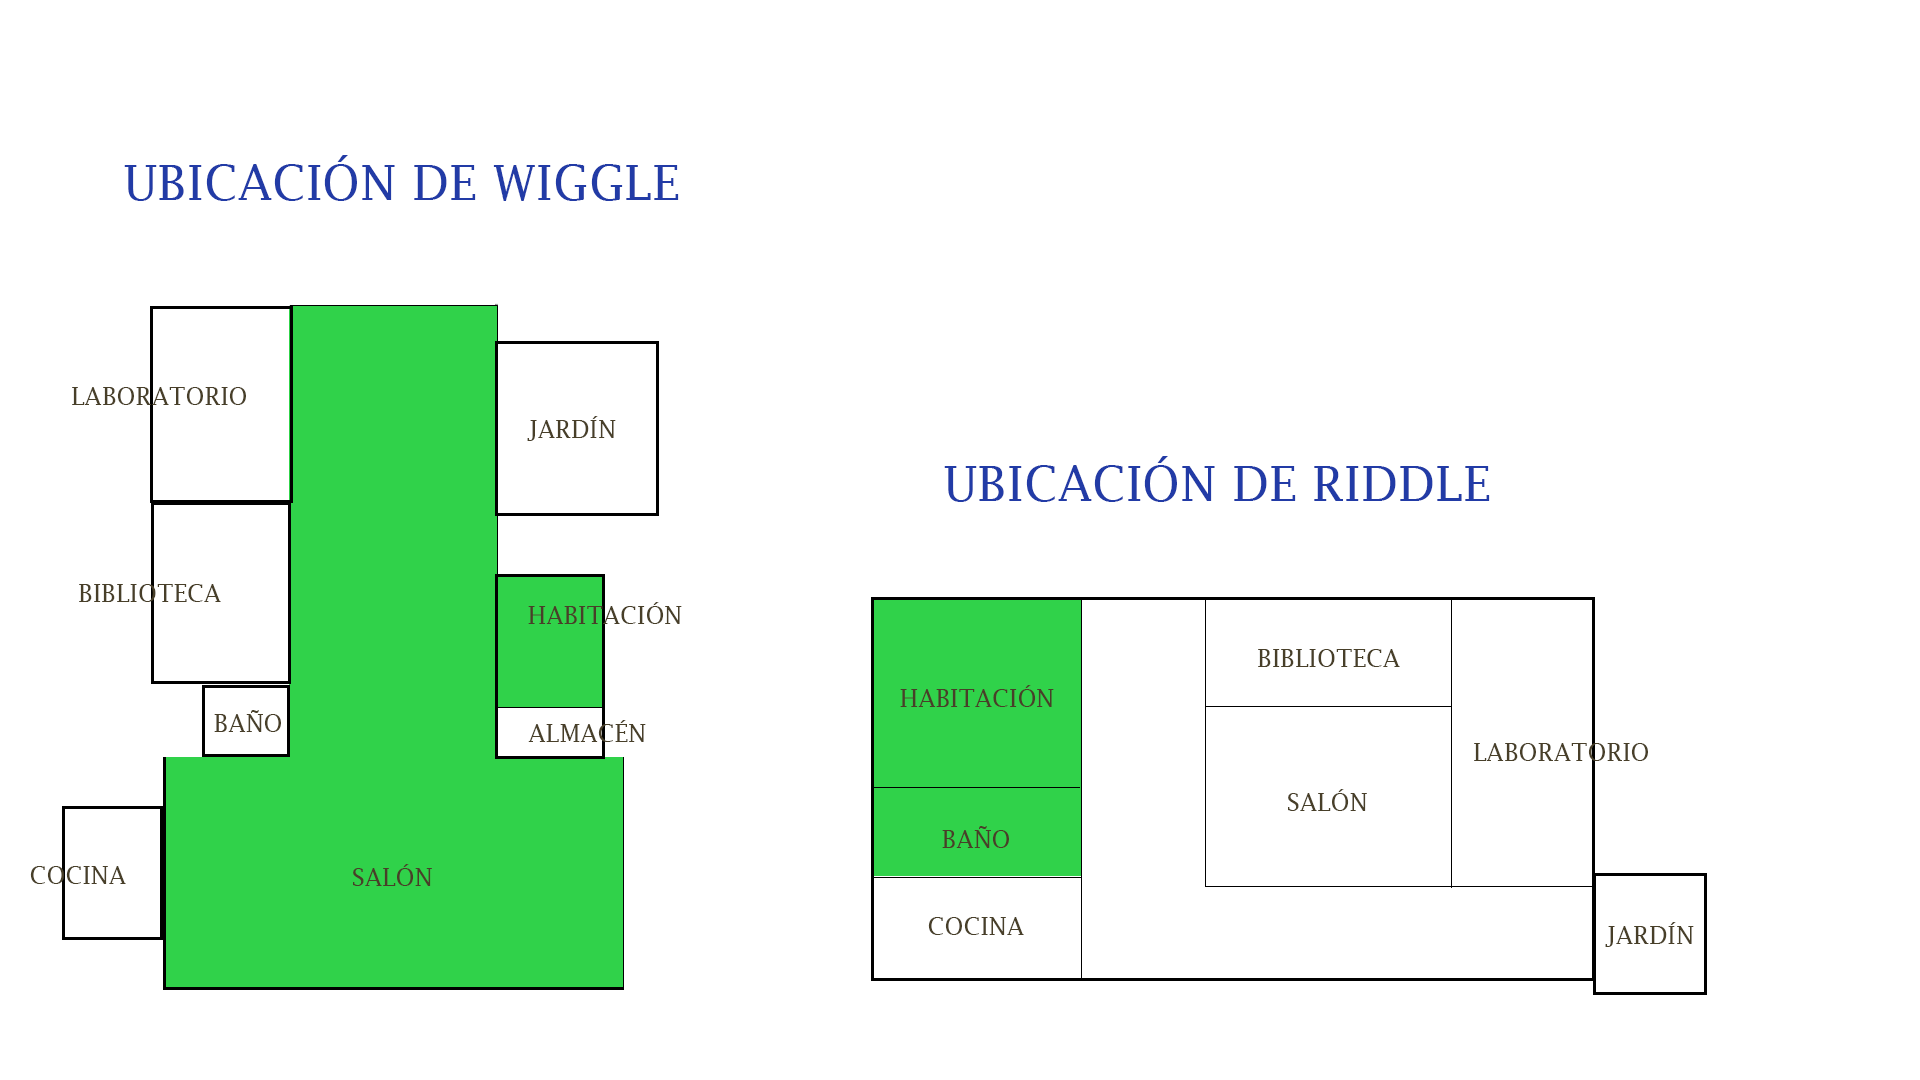 UBICACIÓN DE WIGGLE
LABORATORIO
JARDÍN
BIBLIOTECA
HABITACIÓN
BAÑO
ALMACÉN
COCINA
SALÓN
UBICACIÓN DE RIDDLE
HABITACIÓN
BIBLIOTECA
LABORATORIO
SALÓN
BAÑO
COCINA
JARDÍN